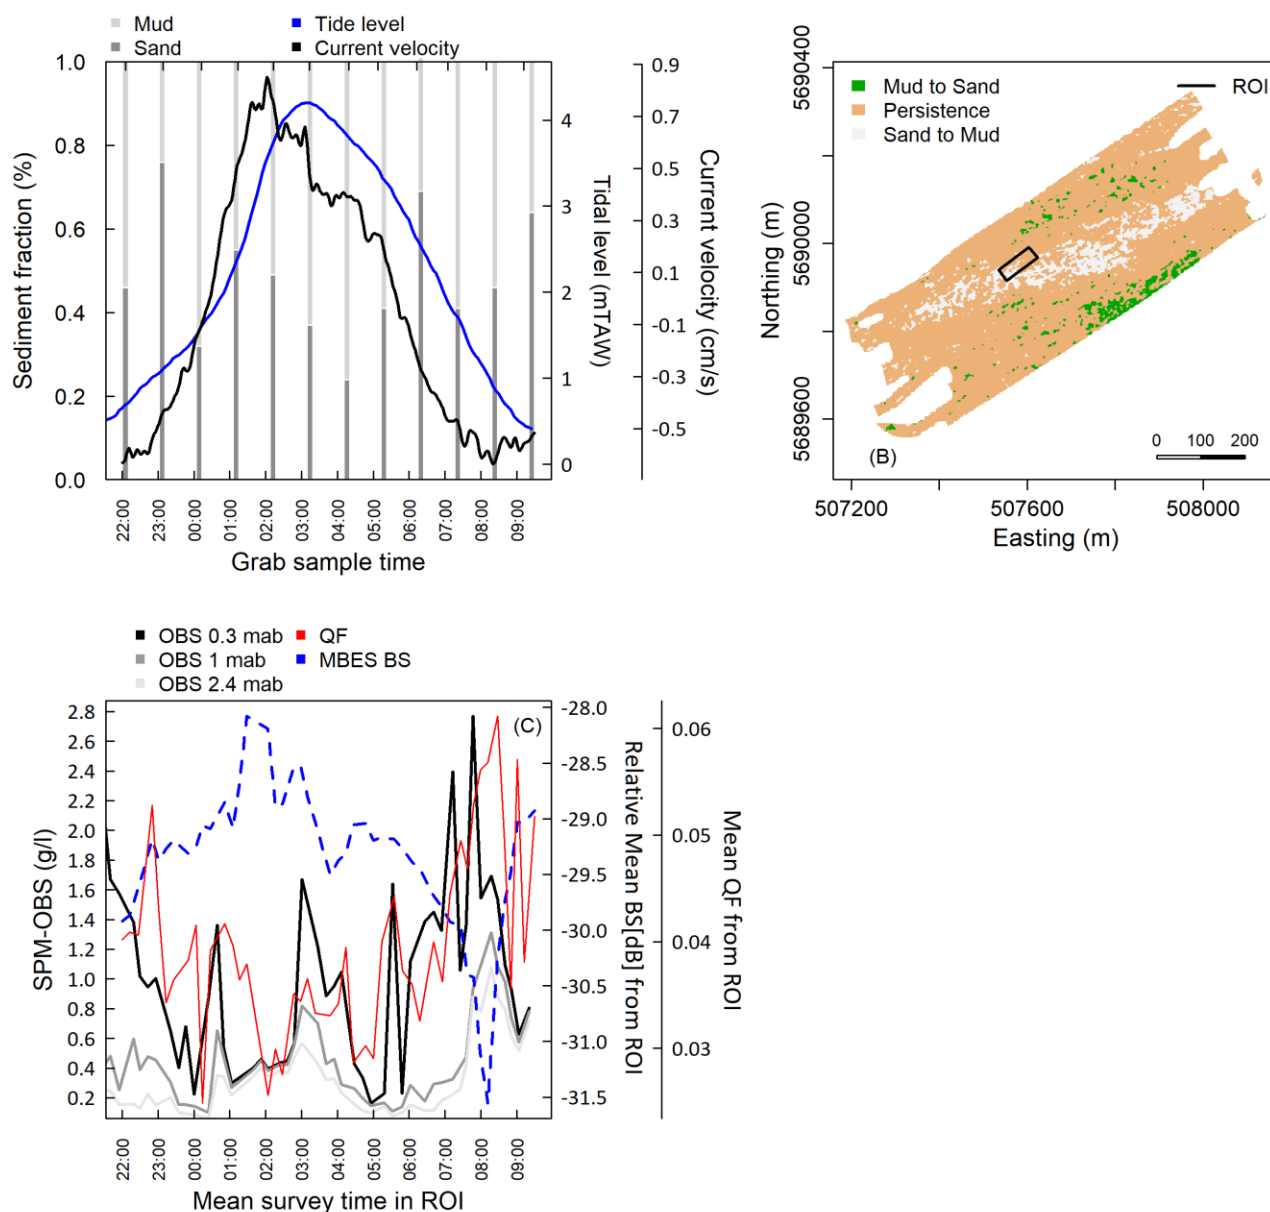 Mud
Tide level
Sand
Current velocity
1.0
0.8
0.6
0.4
0.2
0.0
Sediment fraction (%)
4
3
2
1
0
Tidal level (mTAW)
0.9
0.7
0.5
0.3
0.1
-0.1
-0.3
-0.5
Current velocity (cm/s)
22:00
23:00
00:00
01:00
02:00
03:00
04:00
05:00
06:00
07:00
08:00
09:00
Grab sample time
Mud to Sand
ROI
Persistence
Sand to Mud
5690400
5690000
5689600
Northing (m)
(B)
0 100 200
507200
507600
508000
Easting (m)
OBS 0.3 mab
QF
OBS 1 mab
MBES BS
OBS 2.4 mab
(C)
2.8
2.6
2.4
2.2
2.0
1.8
1.6
1.4
1.2
1.0
0.8
0.6
0.4
0.2
SPM-OBS (g/l)
-28.0
-28.5
-29.0
-29.5
-30.0
-30.5
-31.0
-31.5
Relative Mean BS[dB] from ROI
0.06
0.05
0.04
0.03
Mean QF from ROI
22:00
23:00
00:00
01:00
02:00
03:00
04:00
05:00
06:00
07:00
08:00
09:00
Mean survey time in ROI